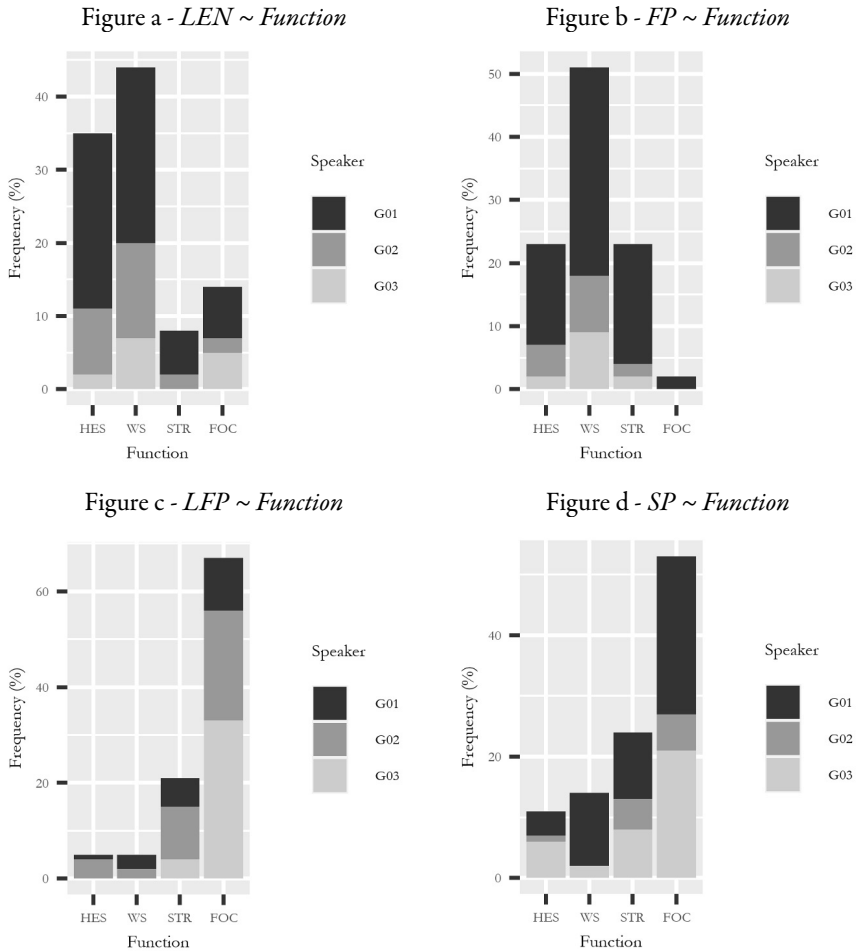 Figure a - LEN ~ Function
Frequency (%)
40
30
20
10
0
HES WS STR FOC
Function
Speaker
G01
G02
G03
Figure b - FP ~ Function
Frequency (%)
50
40
30
20
10
0
HES WS STR FOC
Function
Speaker
G01
G02
G03
Figure c - LFP ~ Function
Frequency (%)
60
40
20
0
HES WS STR FOC
Function
Speaker
G01
G02
G03
Figure d - SP ~ Function
Frequency (%)
40
20
0
HES WS STR FOC
Function
Speaker
G01
G02
G03